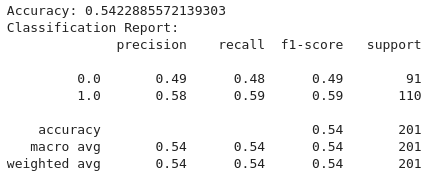 Accuracy: 0.5422885572139303
Classification Report:
              precision    recall  f1-score   support

         0.0       0.49      0.48      0.49        91
         1.0       0.58      0.59      0.59       110

    accuracy                           0.54       201
   macro avg       0.54      0.54      0.54       201
weighted avg       0.54      0.54      0.54       201